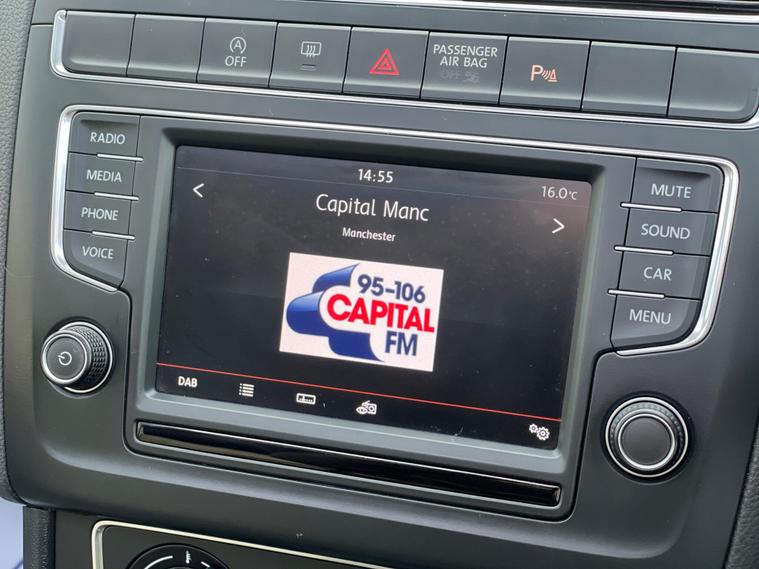 OFF
PASSENGER
AIR BAG
OFF
P
RADIO
MEDIA
PHONE
VOICE
14:55
16.0°C
Capital Manc
Manchester
95-106
CAPITAL
FM
DAB
MUTE
SOUND
CAR
MENU